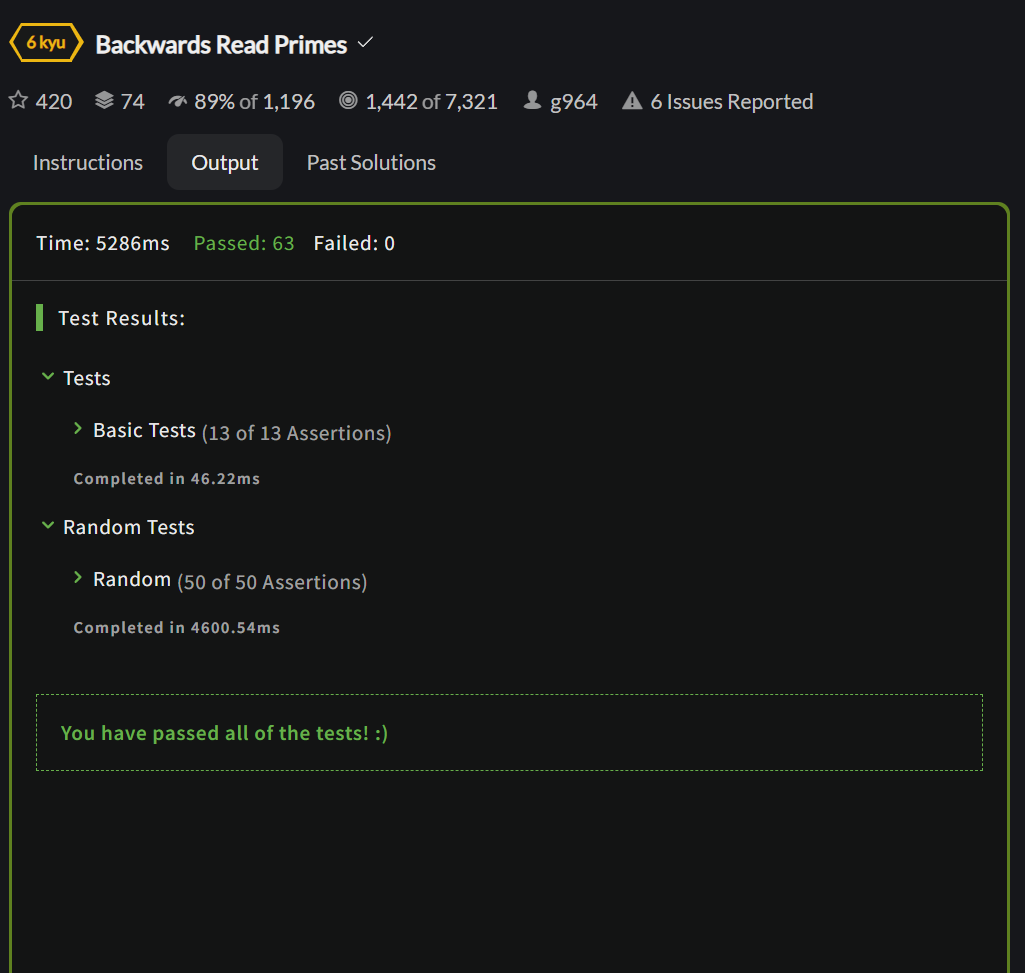 6 kyu Backwards Read Primes
420 74 89% of 1,196 1,442 of 7,321 g964 6 Issues Reported
Instructions Output Past Solutions
Time: 5286ms Passed: 63 Failed: 0
Test Results:
Tests
Basic Tests (13 of 13 Assertions)
Completed in 46.22ms
Random Tests
Random (50 of 50 Assertions)
Completed in 4600.54ms
You have passed all of the tests! :)